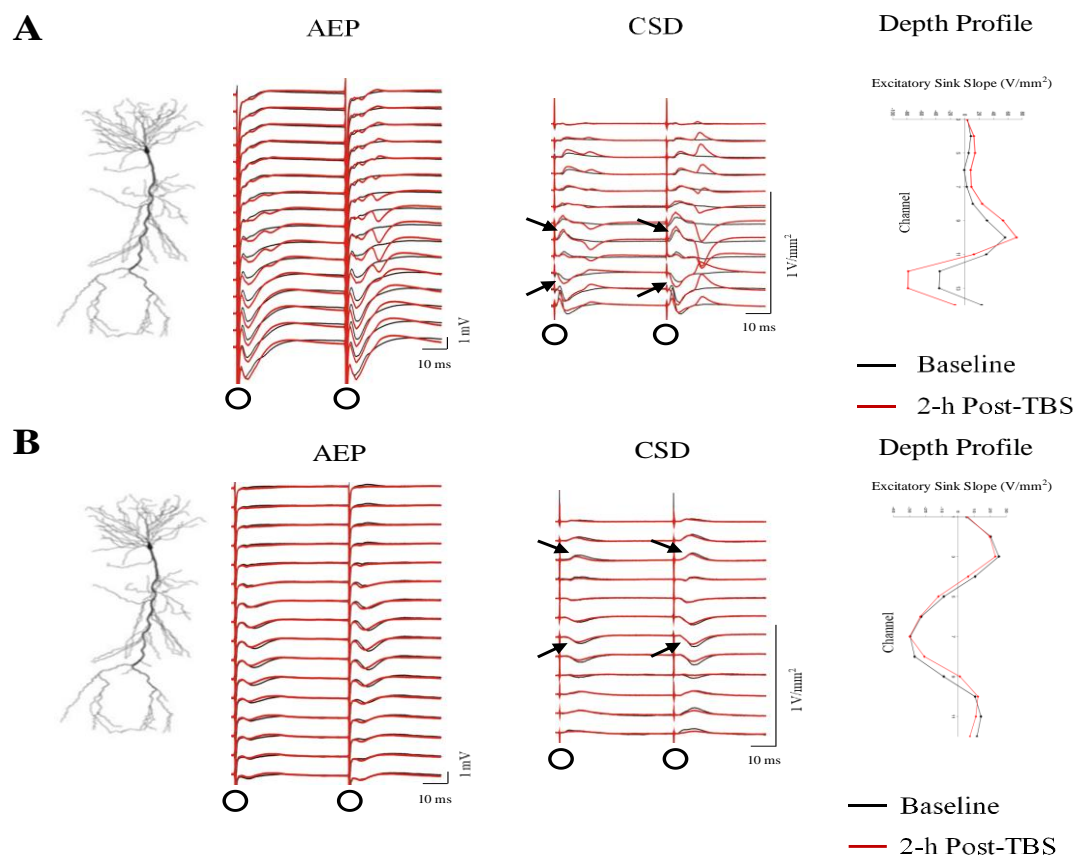 A
AEP
CSD
Depth Profile
Excitatory Sink Slope (V/mm²)
Channel
1 mV
10 ms
1 V/mm²
10 ms
Baseline
2-h Post-TBS
B
AEP
CSD
Depth Profile
Excitatory Sink Slope (V/mm²)
Channel
1 mV
10 ms
1 V/mm²
10 ms
Baseline
2-h Post-TBS